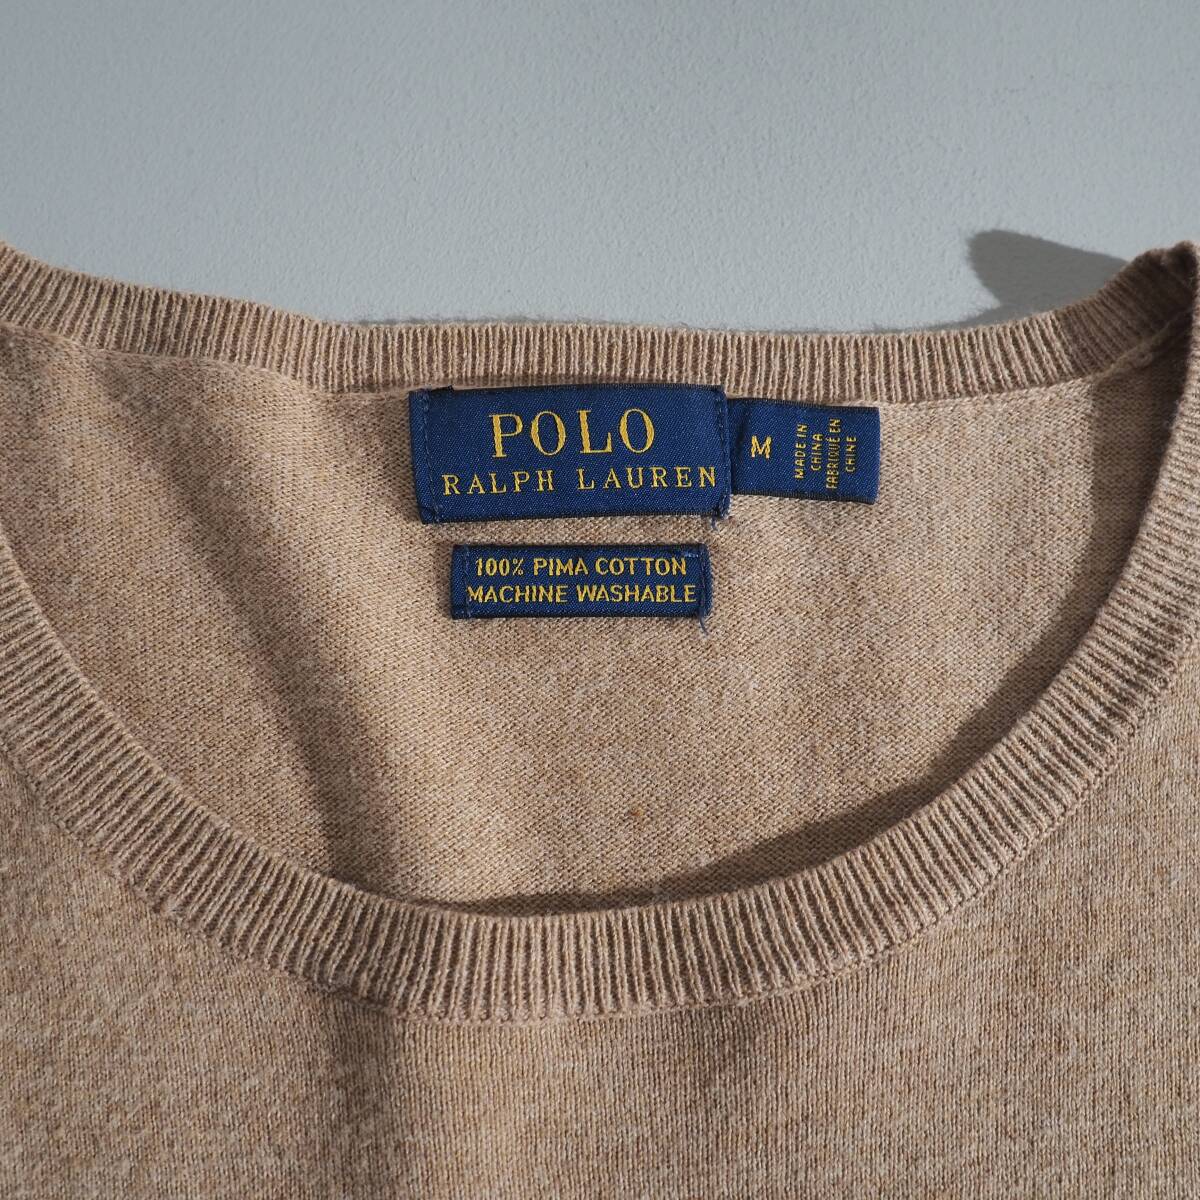 POLO
RALPH LAUREN
M
MADE IN
CHINA
FABRIQUÉ EN
CHINE
100% PIMA COTTON
MACHINE WASHABLE